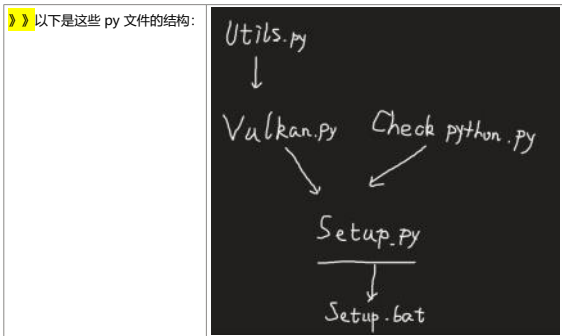 》》以下是这些 py 文件的结构：
Utils.py
Vulkan.py Check python.py
Setup.py
Setup.bat